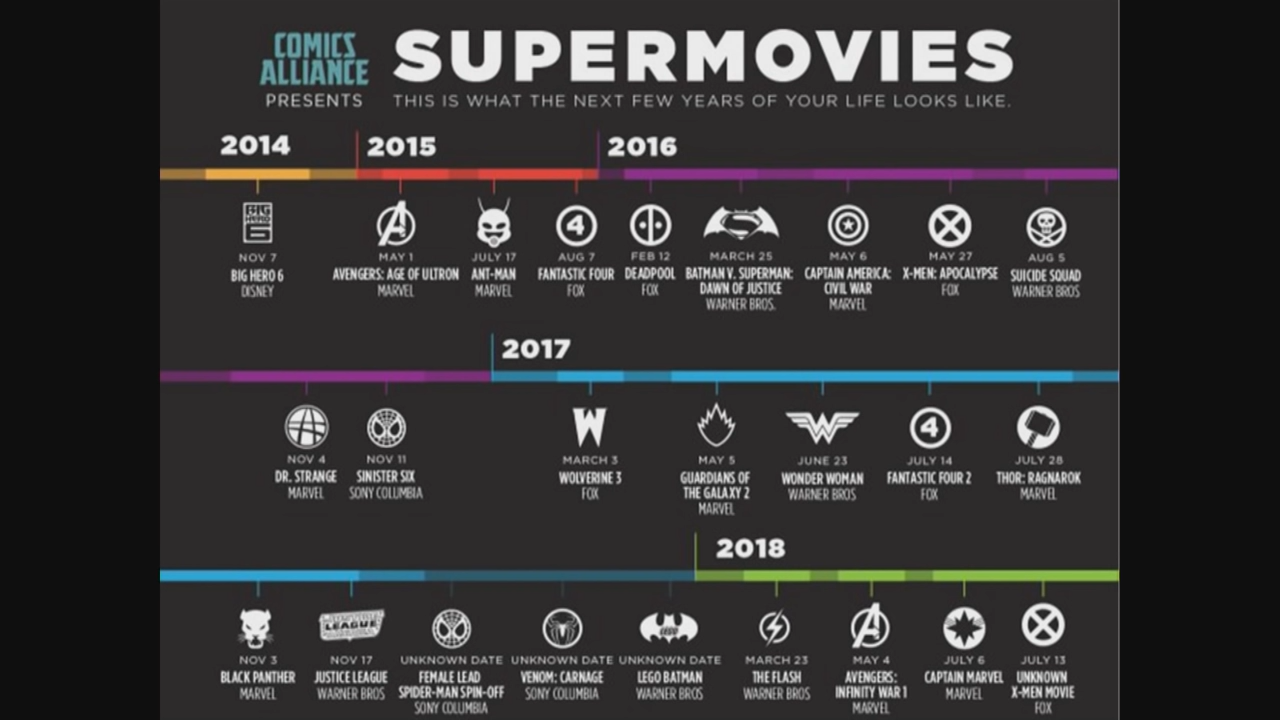 COMICS ALLIANCE PRESENTS
SUPERMOVIES
THIS IS WHAT THE NEXT FEW YEARS OF YOUR LIFE LOOKS LIKE.
2014
2015
2016
BIG HERO 6
NOV 7
BIG HERO 6
DISNEY
MAY 1
AVENGERS: AGE OF ULTRON
MARVEL
JULY 17
ANT-MAN
MARVEL
4
AUG 7
FANTASTIC FOUR
FOX
FEB 12
DEADPOOL
FOX
MARCH 25
BATMAN V. SUPERMAN:
DAWN OF JUSTICE
WARNER BROS.
MAY 6
CAPTAIN AMERICA:
CIVIL WAR
MARVEL
MAY 27
X-MEN: APOCALYPSE
FOX
AUG 5
SUICIDE SQUAD
WARNER BROS
2017
NOV 4
DR. STRANGE
MARVEL
NOV 11
SINISTER SIX
SONY COLUMBIA
W
MARCH 3
WOLVERINE 3
FOX
MAY 5
GUARDIANS OF
THE GALAXY 2
MARVEL
JUNE 23
WONDER WOMAN
WARNER BROS
4
JULY 14
FANTASTIC FOUR 2
FOX
JULY 28
THOR: RAGNAROK
MARVEL
2018
NOV 3
BLACK PANTHER
MARVEL
LEAGUE
NOV 17
JUSTICE LEAGUE
WARNER BROS
UNKNOWN DATE
FEMALE LEAD
SPIDER-MAN SPIN-OFF
SONY COLUMBIA
UNKNOWN DATE
VENOM: CARNAGE
SONY COLUMBIA
LEGO
UNKNOWN DATE
LEGO BATMAN
WARNER BROS
MARCH 23
THE FLASH
WARNER BROS
MAY 4
AVENGERS:
INFINITY WAR 1
MARVEL
JULY 6
CAPTAIN MARVEL
MARVEL
JULY 13
UNKNOWN
X-MEN MOVIE
FOX